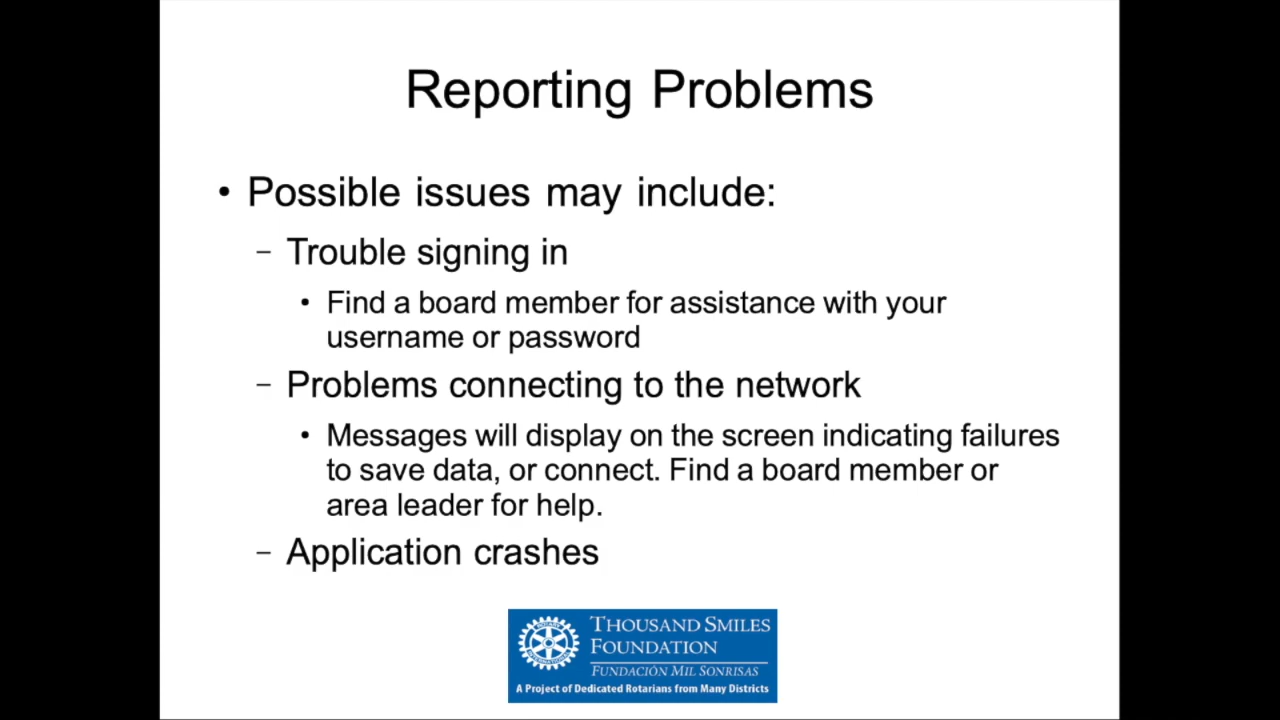 Reporting Problems
• Possible issues may include:
– Trouble signing in
• Find a board member for assistance with your
username or password
– Problems connecting to the network
• Messages will display on the screen indicating failures
to save data, or connect. Find a board member or
area leader for help.
– Application crashes
ROTARY
INTERNATIONAL
THOUSAND SMILES
FOUNDATION
FUNDACIÓN MIL SONRISAS
A Project of Dedicated Rotarians from Many Districts